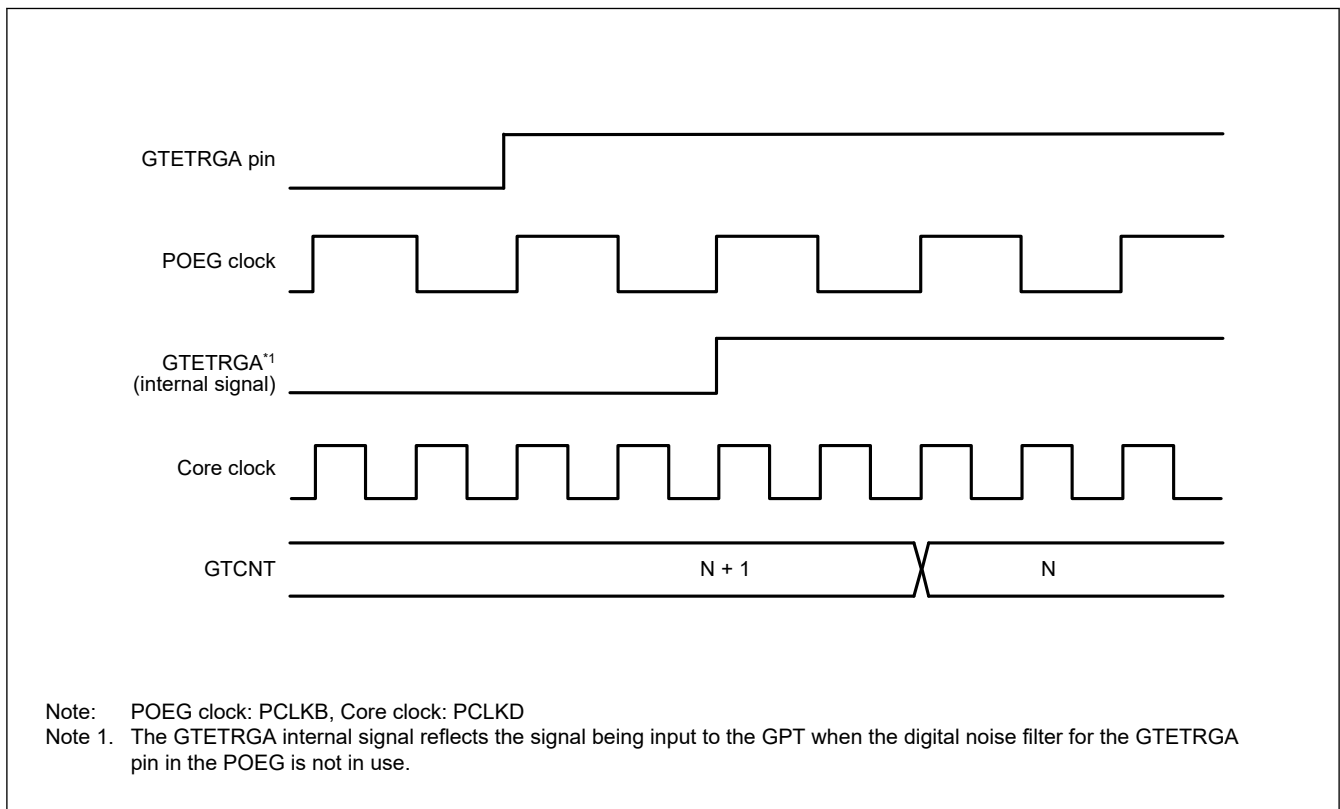 GTETRGA pin
POEG clock
GTETRGA*1
(internal signal)
Core clock
GTCNT
N + 1
N
Note: POEG clock: PCLKB, Core clock: PCLKD
Note 1. The GTETRGA internal signal reflects the signal being input to the GPT when the digital noise filter for the GTETRGA
pin in the POEG is not in use.